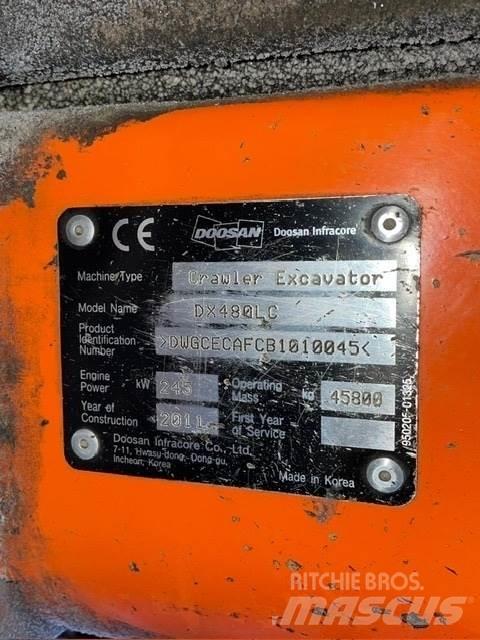 CE DOOSAN Doosan Infracore
Machine Type Crawler Excavator
Model Name DX480LC
Product Identification Number >DWGCECAFCB1010045<
Engine Power kW 245 Operating Mass kg 45800
Year of Construction 2011 First Year of Service
Doosan Infracore Co., Ltd.
7-11, Hwasu-dong, Dong-gu,
Incheon, Korea
Made in Korea
950205-01395
RITCHIE BROS.
MASCUS